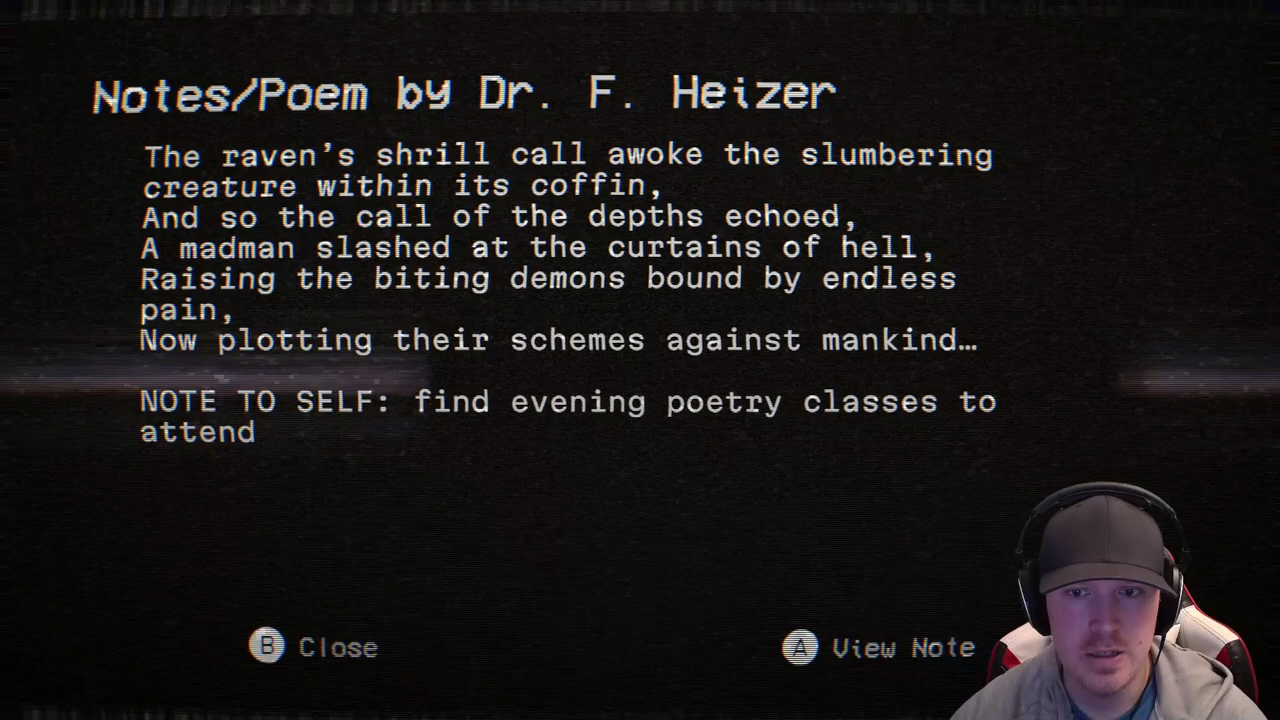 Notes/Poem by Dr. F. Heizer
The raven's shrill call awoke the slumbering
creature within its coffin,
And so the call of the depths echoed,
A madman slashed at the curtains of hell,
Raising the biting demons bound by endless
pain,
Now plotting their schemes against mankind…
NOTE TO SELF: find evening poetry classes to
attend
B Close
A View Note